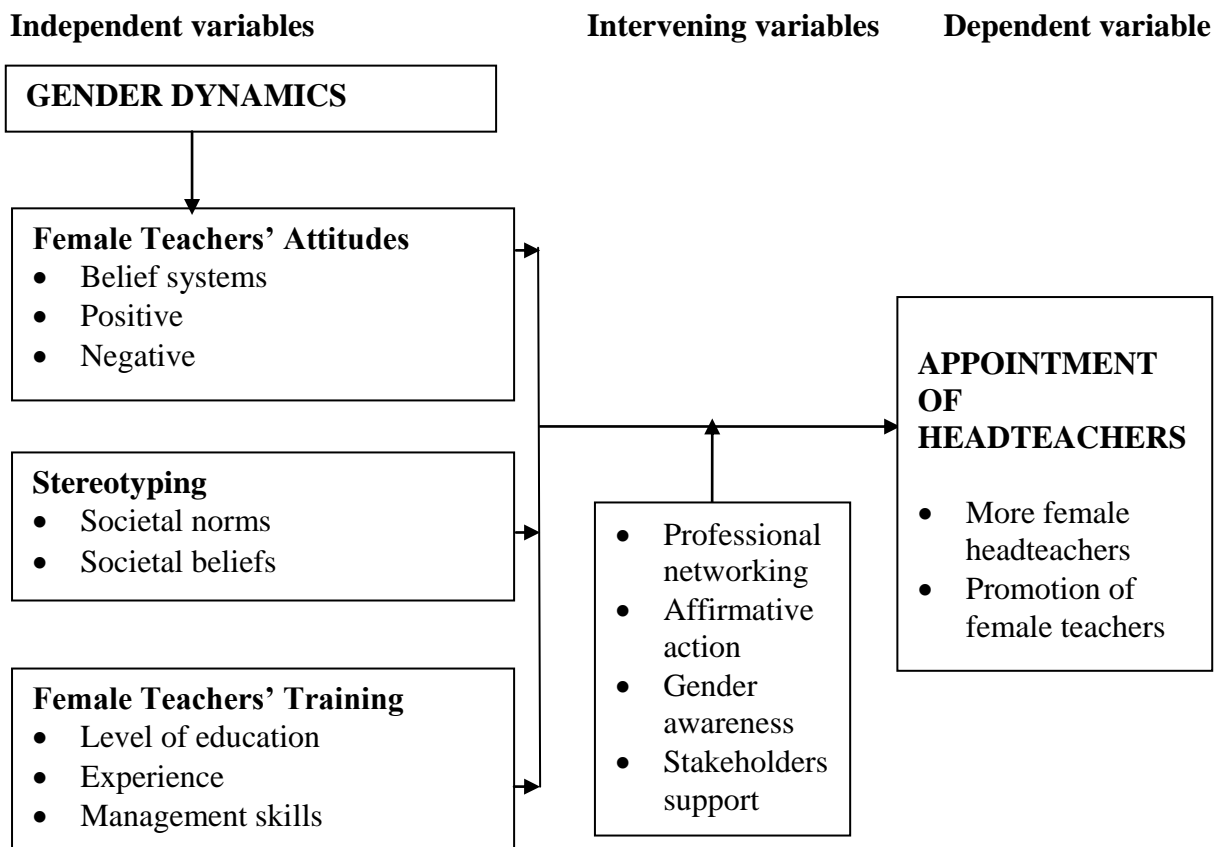 Independent variables
Intervening variables
Dependent variable
GENDER DYNAMICS
Female Teachers’ Attitudes
• Belief systems
• Positive
• Negative
Stereotyping
• Societal norms
• Societal beliefs
Female Teachers’ Training
• Level of education
• Experience
• Management skills
• Professional
networking
• Affirmative
action
• Gender
awareness
• Stakeholders
support
APPOINTMENT
OF
HEADTEACHERS
• More female
headteachers
• Promotion of
female teachers